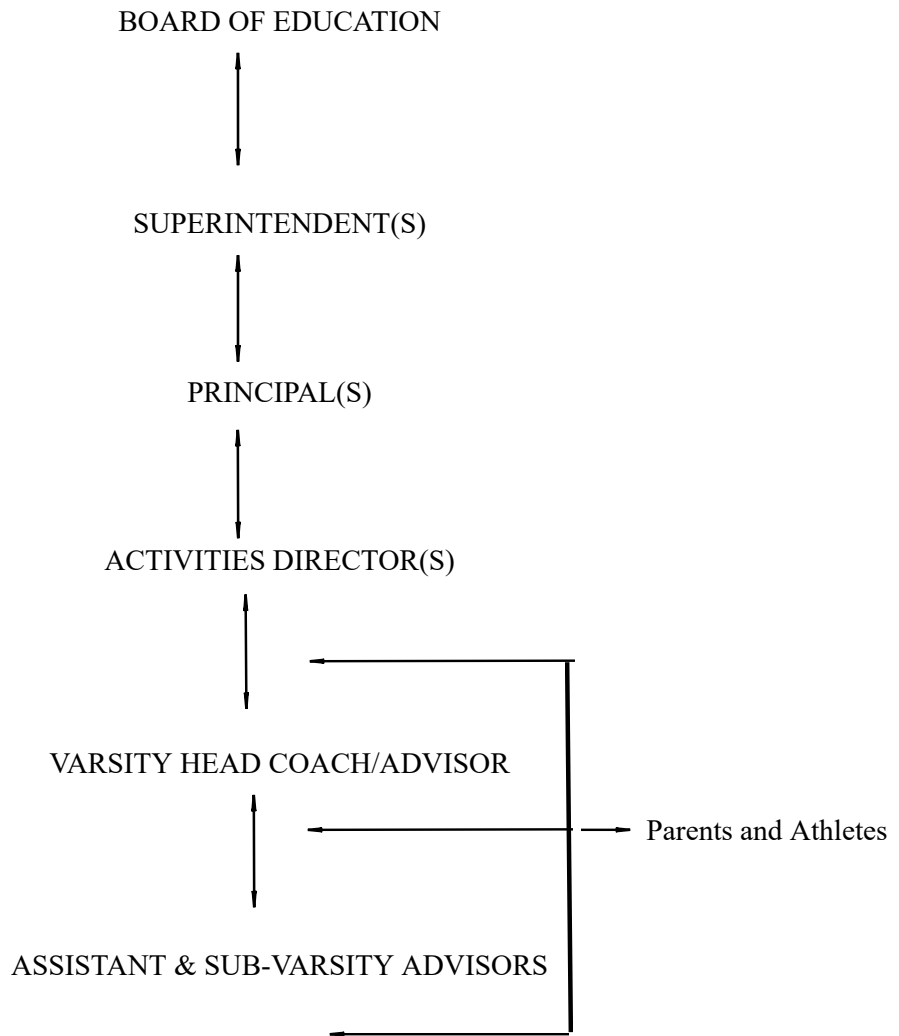 BOARD OF EDUCATION
SUPERINTENDENT(S)
PRINCIPAL(S)
ACTIVITIES DIRECTOR(S)
VARSITY HEAD COACH/ADVISOR
Parents and Athletes
ASSISTANT & SUB-VARSITY ADVISORS